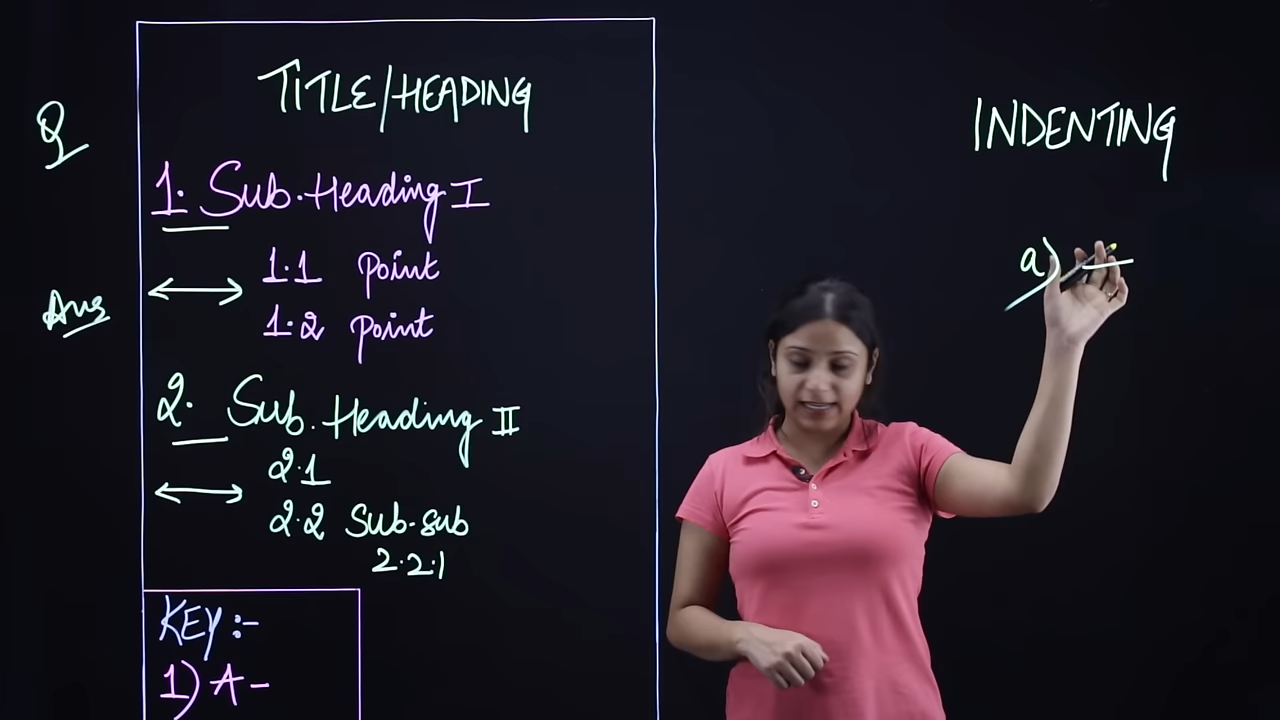 Q
Ans
TITLE/HEADING
1. Sub-Heading I
1.1 Point
1.2 Point
2. Sub-Heading II
2.1
2.2 Sub-sub
2.2.1
KEY :-
1) A -
INDENTING
a) —